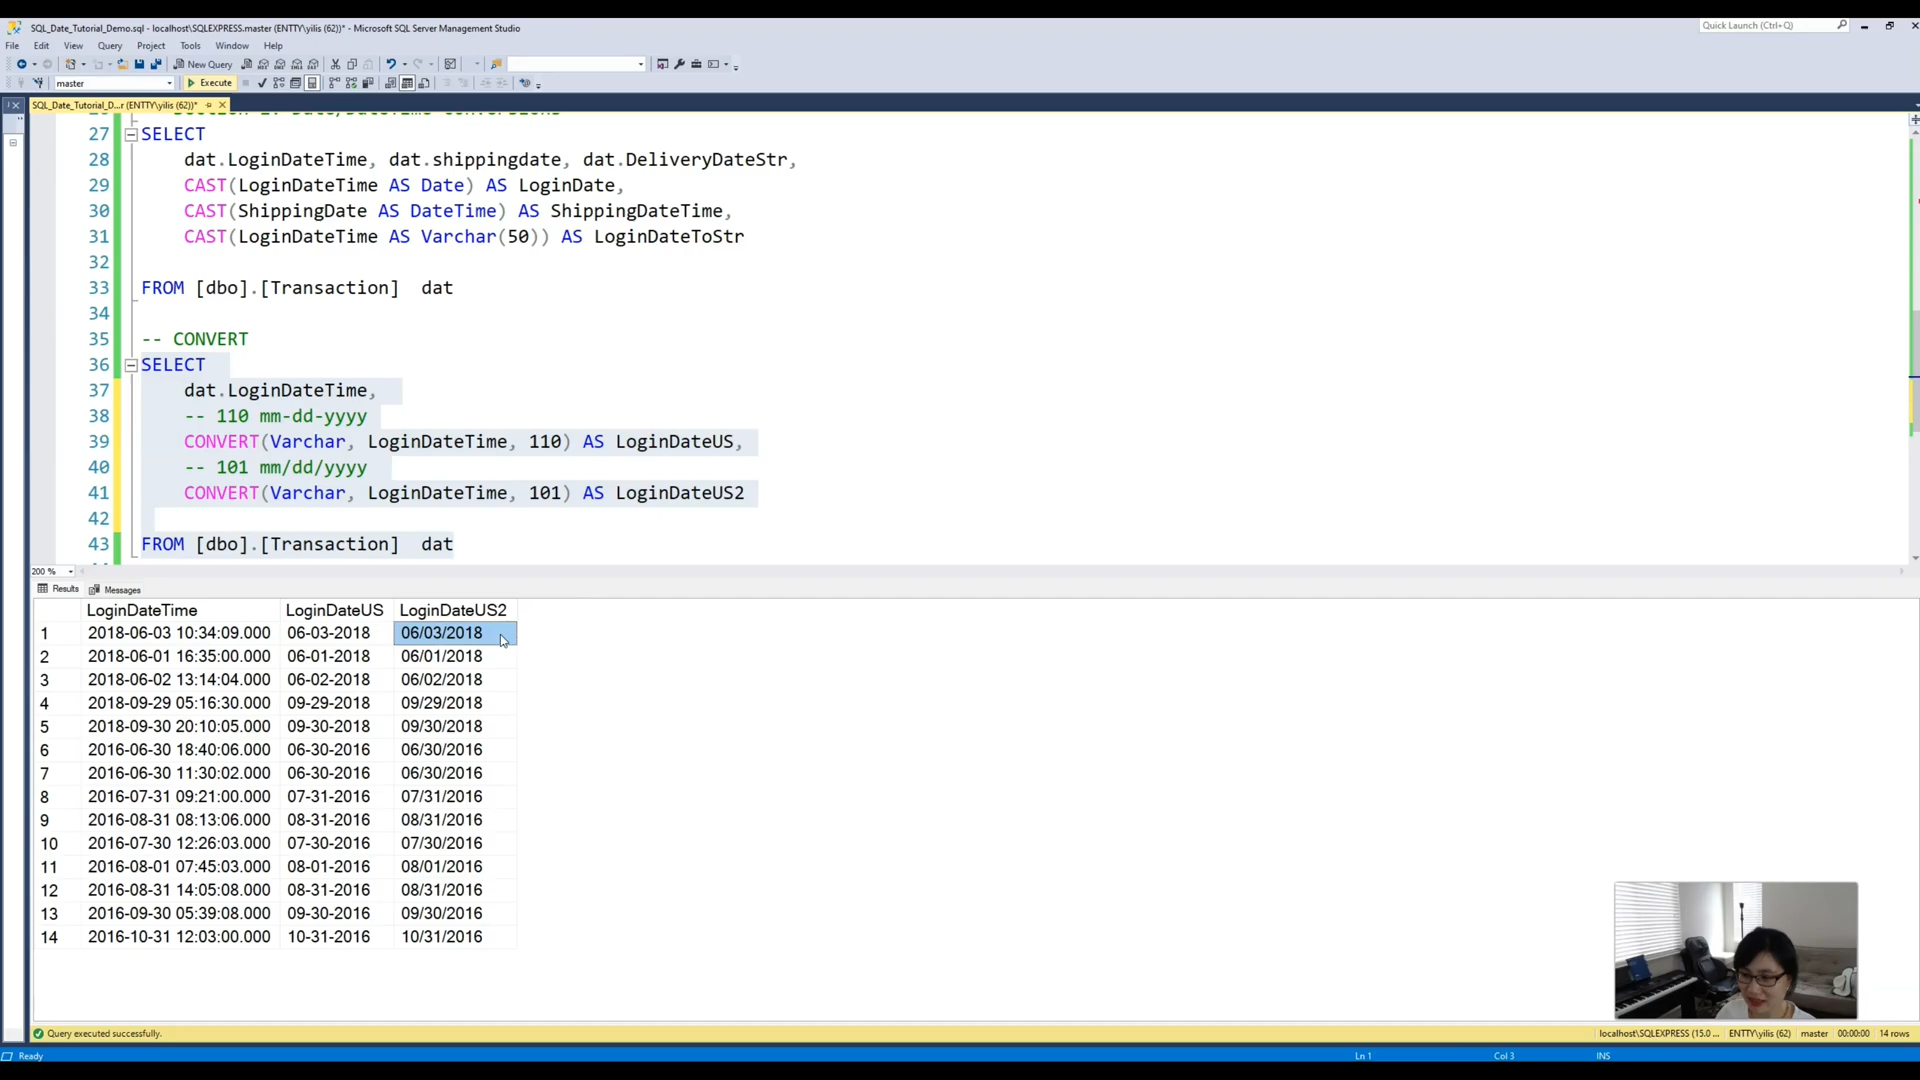 SQL_Date_Tutorial_Demo.sql - localhost\SQLEXPRESS.master (ENTTY\yilis (62))* - Microsoft SQL Server Management Studio
Quick Launch (Ctrl+Q)
File Edit View Query Project Tools Window Help
New Query
master Execute
SQL_Date_Tutorial_D...r (ENTTY\yilis (62))*
27 SELECT
28 dat.LoginDateTime, dat.shippingdate, dat.DeliveryDateStr,
29 CAST(LoginDateTime AS Date) AS LoginDate,
30 CAST(ShippingDate AS DateTime) AS ShippingDateTime,
31 CAST(LoginDateTime AS Varchar(50)) AS LoginDateToStr
32
33 FROM [dbo].[Transaction] dat
34
35 -- CONVERT
36 SELECT
37 dat.LoginDateTime,
38 -- 110 mm-dd-yyyy
39 CONVERT(Varchar, LoginDateTime, 110) AS LoginDateUS,
40 -- 101 mm/dd/yyyy
41 CONVERT(Varchar, LoginDateTime, 101) AS LoginDateUS2
42
43 FROM [dbo].[Transaction] dat
200 %
Results Messages
LoginDateTime LoginDateUS LoginDateUS2
1 2018-06-03 10:34:09.000 06-03-2018 06/03/2018
2 2018-06-01 16:35:00.000 06-01-2018 06/01/2018
3 2018-06-02 13:14:04.000 06-02-2018 06/02/2018
4 2018-09-29 05:16:30.000 09-29-2018 09/29/2018
5 2018-09-30 20:10:05.000 09-30-2018 09/30/2018
6 2016-06-30 18:40:06.000 06-30-2016 06/30/2016
7 2016-06-30 11:30:02.000 06-30-2016 06/30/2016
8 2016-07-31 09:21:00.000 07-31-2016 07/31/2016
9 2016-08-31 08:13:06.000 08-31-2016 08/31/2016
10 2016-07-30 12:26:03.000 07-30-2016 07/30/2016
11 2016-08-01 07:45:03.000 08-01-2016 08/01/2016
12 2016-08-31 14:05:08.000 08-31-2016 08/31/2016
13 2016-09-30 05:39:08.000 09-30-2016 09/30/2016
14 2016-10-31 12:03:00.000 10-31-2016 10/31/2016
Query executed successfully. localhost\SQLEXPRESS (15.0 ... ENTTY\yilis (62) master 00:00:00 14 rows
Ready Ln 1 Col 3 INS